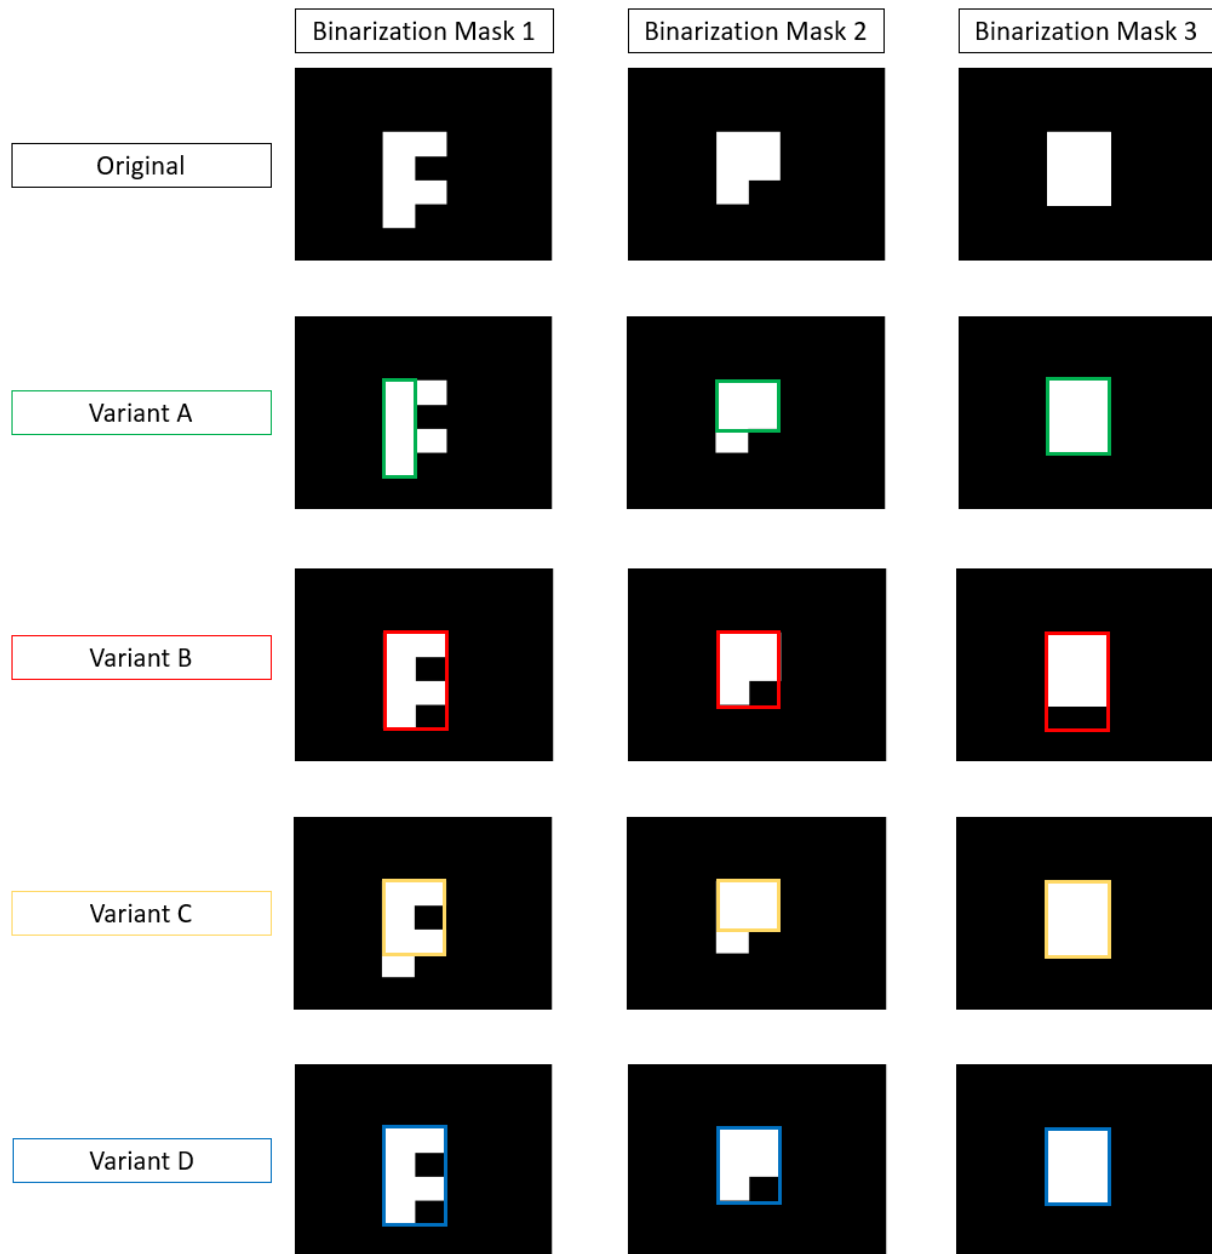 Binarization Mask 1
Binarization Mask 2
Binarization Mask 3
Original
Variant A
Variant B
Variant C
Variant D